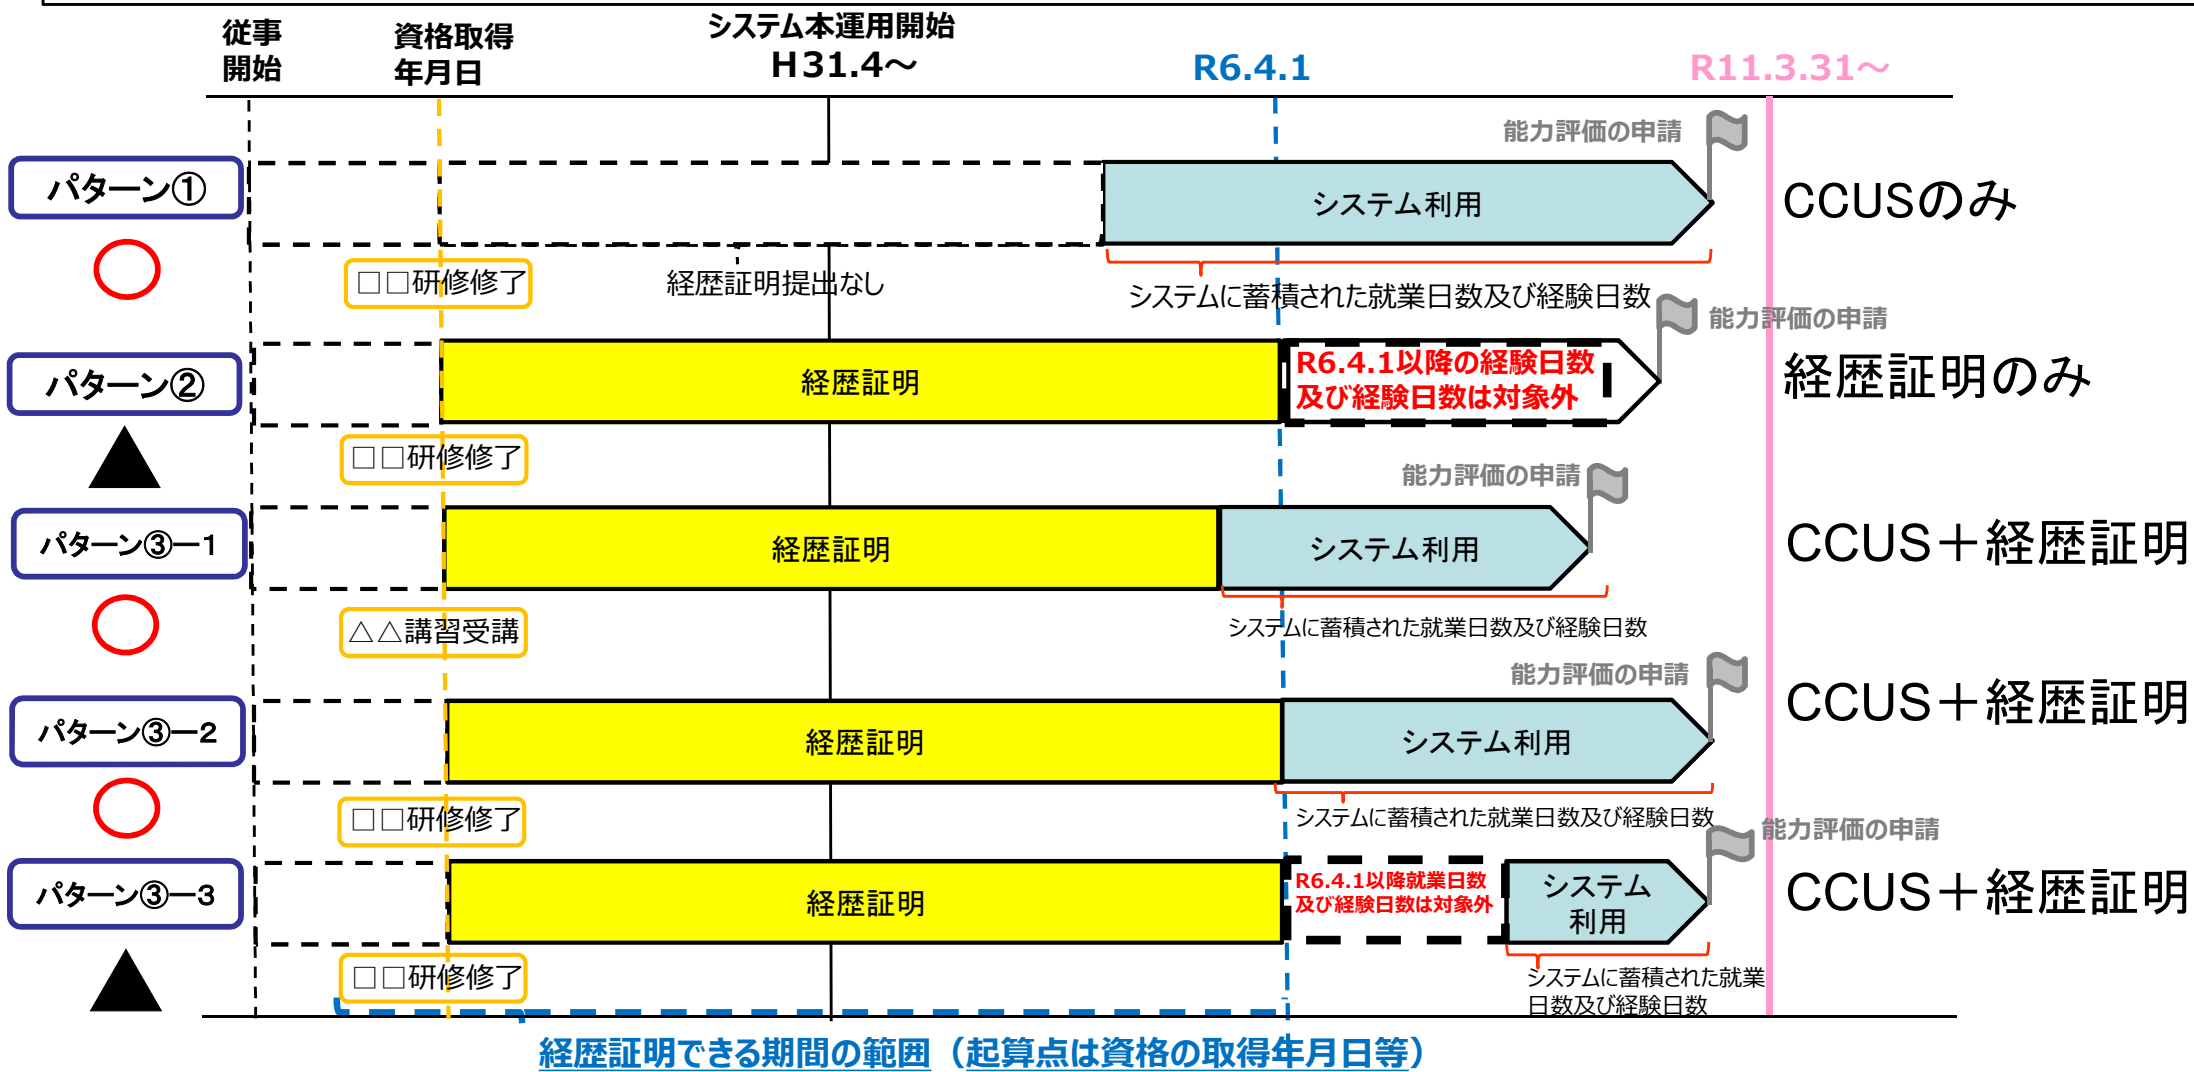 従事
開始
資格取得
年月日
システム本運用開始
H31.4～
R6.4.1
R11.3.31～
能力評価の申請
パターン①
システム利用
CCUSのみ
□□研修修了
経歴証明提出なし
システムに蓄積された就業日数及び経験日数
能力評価の申請
パターン②
経歴証明
R6.4.1以降の経験日数
及び経験日数は対象外
経歴証明のみ
□□研修修了
能力評価の申請
パターン③ー1
経歴証明
システム利用
CCUS＋経歴証明
△△講習受講
システムに蓄積された就業日数及び経験日数
能力評価の申請
パターン③ー2
経歴証明
システム利用
CCUS＋経歴証明
□□研修修了
システムに蓄積された就業日数及び経験日数
能力評価の申請
パターン③ー3
経歴証明
R6.4.1以降就業日数
及び経験日数は対象外
システム
利用
CCUS＋経歴証明
□□研修修了
システムに蓄積された就業
日数及び経験日数
経歴証明できる期間の範囲（起算点は資格の取得年月日等）